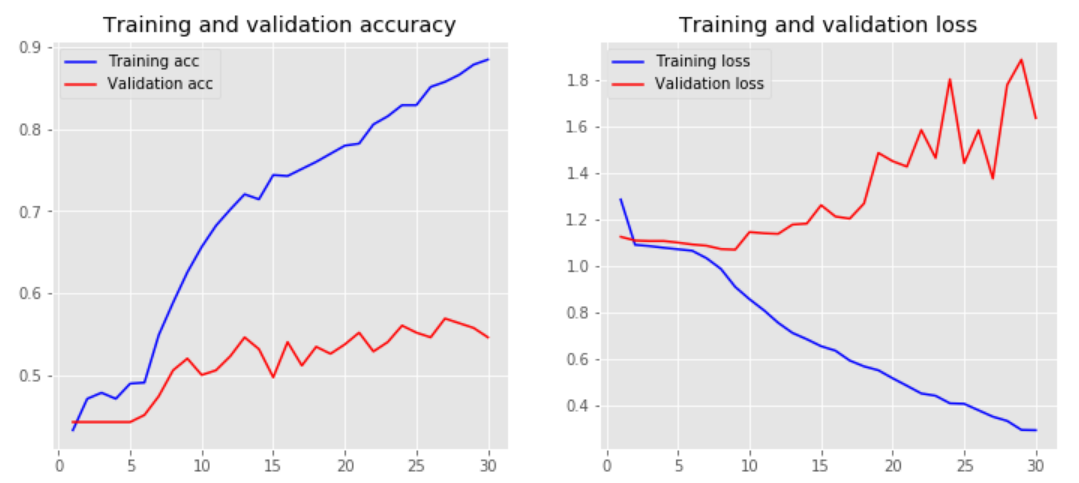 Training and validation accuracy
0.9
Training acc
Validation acc
0.8
0.7
0.6
0.5
0 5 10 15 20 25 30
Training and validation loss
Training loss
Validation loss
1.8
1.6
1.4
1.2
1.0
0.8
0.6
0.4
0 5 10 15 20 25 30